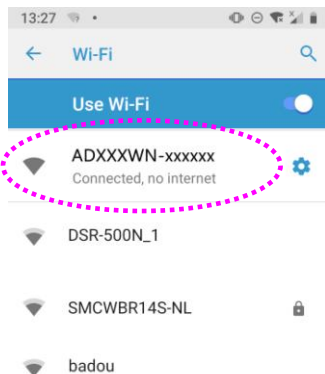 13:27
Wi-Fi
Use Wi-Fi
ADXXXWN-xxxxxx
Connected, no internet
DSR-500N_1
SMCWBR14S-NL
badou